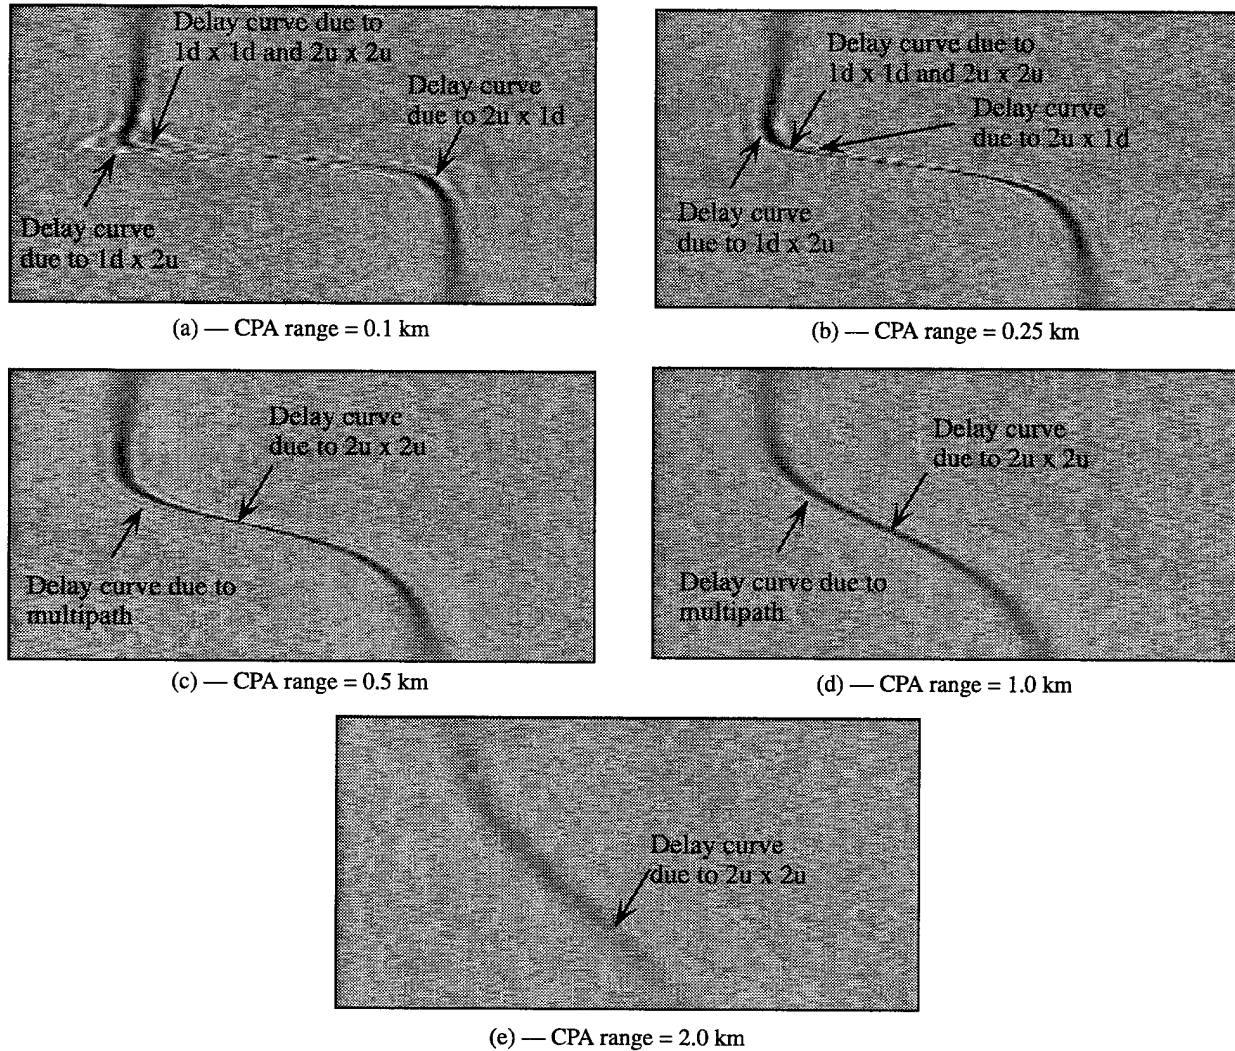 Delay curve due to
1d x 1d and 2u x 2u
Delay curve
due to 2u x 1d
Delay curve
due to 1d x 2u
(a) — CPA range = 0.1 km
Delay curve due to
1d x 1d and 2u x 2u
Delay curve
due to 2u x 1d
Delay curve
due to 1d x 2u
(b) — CPA range = 0.25 km
Delay curve
due to 2u x 2u
Delay curve due to
multipath
(c) — CPA range = 0.5 km
Delay curve
due to 2u x 2u
Delay curve due to
multipath
(d) — CPA range = 1.0 km
Delay curve
due to 2u x 2u
(e) — CPA range = 2.0 km